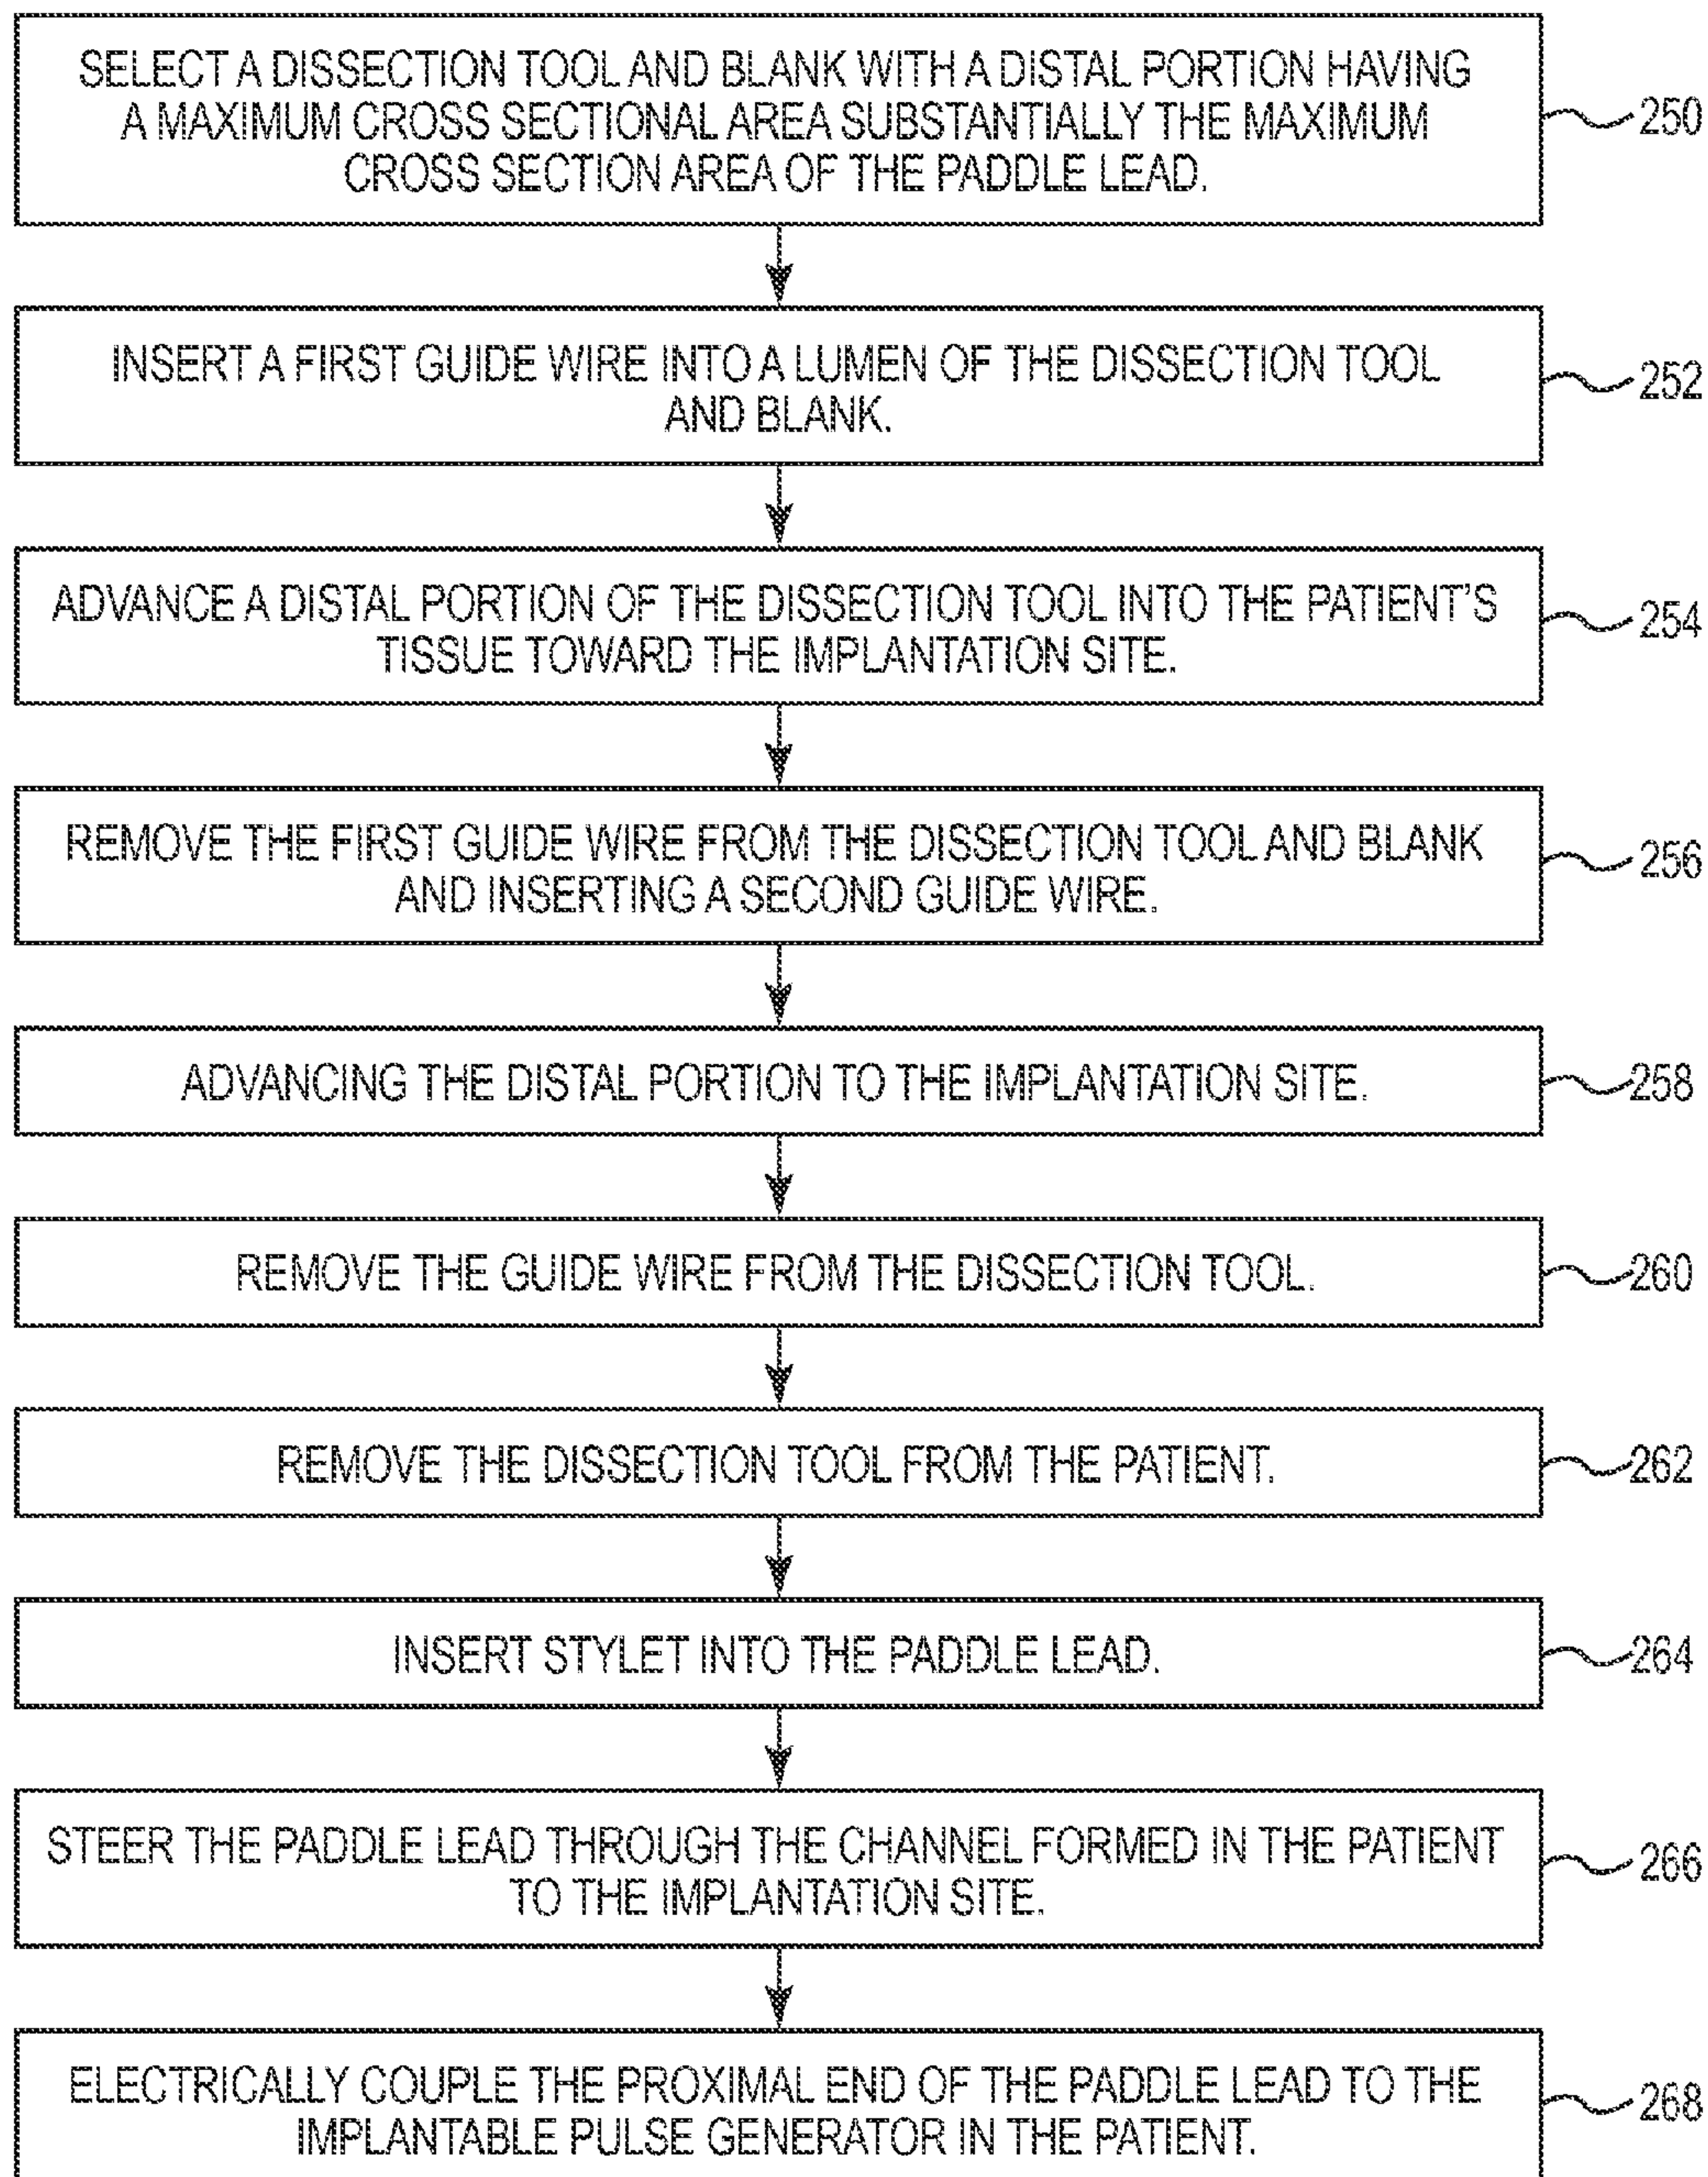 SELECT A DISSECTION TOOL AND BLANK WITH A DISTAL PORTION HAVING
A MAXIMUM CROSS SECTIONAL AREA SUBSTANTIALLY THE MAXIMUM
CROSS SECTION AREA OF THE PADDLE LEAD.
250
INSERT A FIRST GUIDE WIRE INTO A LUMEN OF THE DISSECTION TOOL
AND BLANK.
252
ADVANCE A DISTAL PORTION OF THE DISSECTION TOOL INTO THE PATIENT'S
TISSUE TOWARD THE IMPLANTATION SITE.
254
REMOVE THE FIRST GUIDE WIRE FROM THE DISSECTION TOOL AND BLANK
AND INSERTING A SECOND GUIDE WIRE.
256
ADVANCING THE DISTAL PORTION TO THE IMPLANTATION SITE.
258
REMOVE THE GUIDE WIRE FROM THE DISSECTION TOOL.
260
REMOVE THE DISSECTION TOOL FROM THE PATIENT.
262
INSERT STYLET INTO THE PADDLE LEAD.
264
STEER THE PADDLE LEAD THROUGH THE CHANNEL FORMED IN THE PATIENT
TO THE IMPLANTATION SITE.
266
ELECTRICALLY COUPLE THE PROXIMAL END OF THE PADDLE LEAD TO THE
IMPLANTABLE PULSE GENERATOR IN THE PATIENT.
268